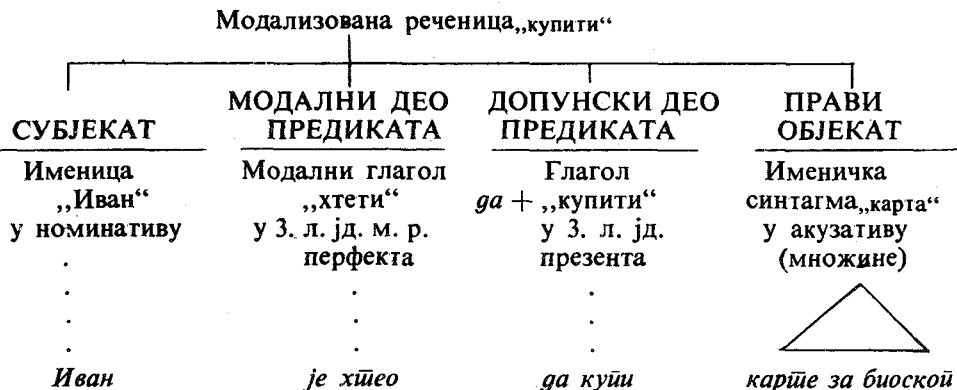 Модализована реченица„купити“
СУБЈЕКАТ
Именица
„Иван“
у номинативу
Иван
МОДАЛНИ ДЕО
ПРЕДИКАТА
Модални глагол
„хтети“
у 3. л. јд. м. р.
перфекта
је хтео
ДОПУНСКИ ДЕО
ПРЕДИКАТА
Глагол
да + „купити“
у 3. л. јд.
презента
да купи
ПРАВИ
ОБЈЕКАТ
Именичка
синтагма„карта“
у акузативу
(множине)
карте за биоскоп